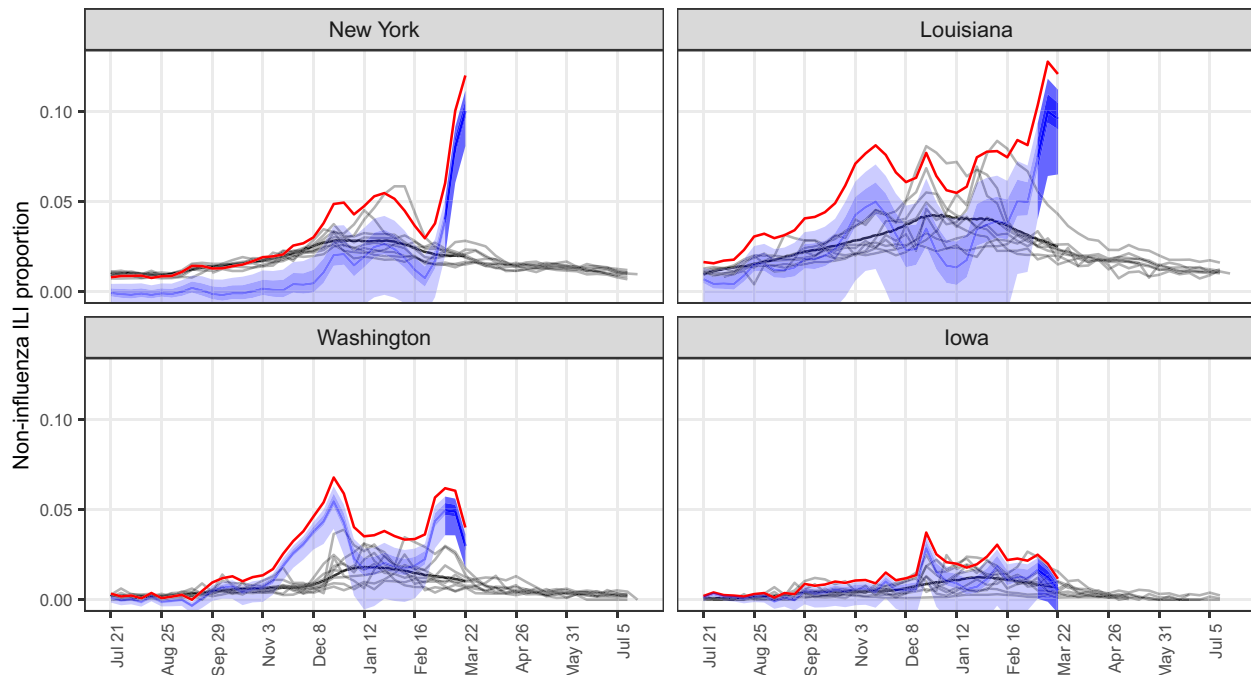 New York
Louisiana
0.10
0.05
0.00
Washington
Iowa
0.10
0.05
0.00
Non-influenza ILI proportion
Jul 21
Aug 25
Sep 29
Nov 3
Dec 8
Jan 12
Feb 16
Mar 22
Apr 26
May 31
Jul 5
Jul 21
Aug 25
Sep 29
Nov 3
Dec 8
Jan 12
Feb 16
Mar 22
Apr 26
May 31
Jul 5